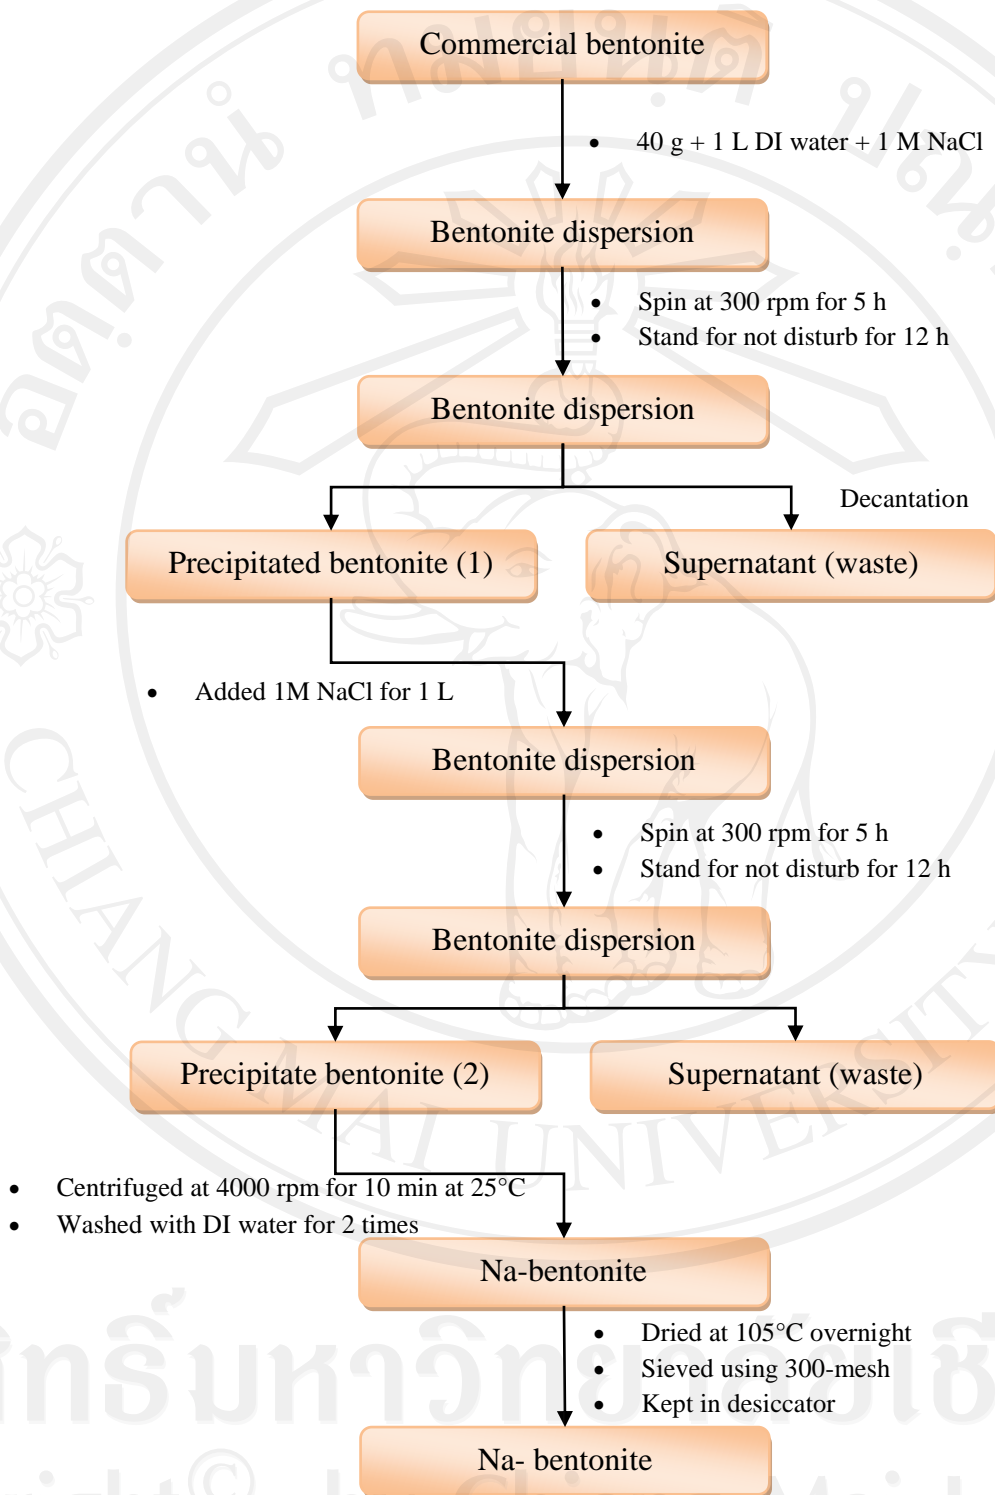 Commercial bentonite
• 40 g + 1 L DI water + 1 M NaCl
Bentonite dispersion
• Spin at 300 rpm for 5 h
• Stand for not disturb for 12 h
Bentonite dispersion
Decantation
Precipitated bentonite (1)
Supernatant (waste)
• Added 1M NaCl for 1 L
Bentonite dispersion
• Spin at 300 rpm for 5 h
• Stand for not disturb for 12 h
Bentonite dispersion
Precipitate bentonite (2)
Supernatant (waste)
CHIANG MAI UNIVERSITY
• Centrifuged at 4000 rpm for 10 min at 25°C
• Washed with DI water for 2 times
Na-bentonite
• Dried at 105°C overnight
• Sieved using 300-mesh
• Kept in desiccator
Na- bentonite